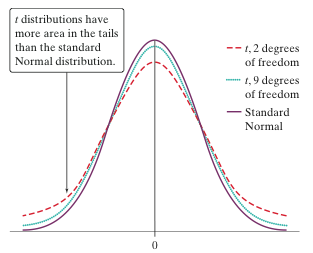 t distributions have
more area in the tails
than the standard
Normal distribution.
t, 2 degrees
of freedom
t, 9 degrees
of freedom
Standard
Normal
0